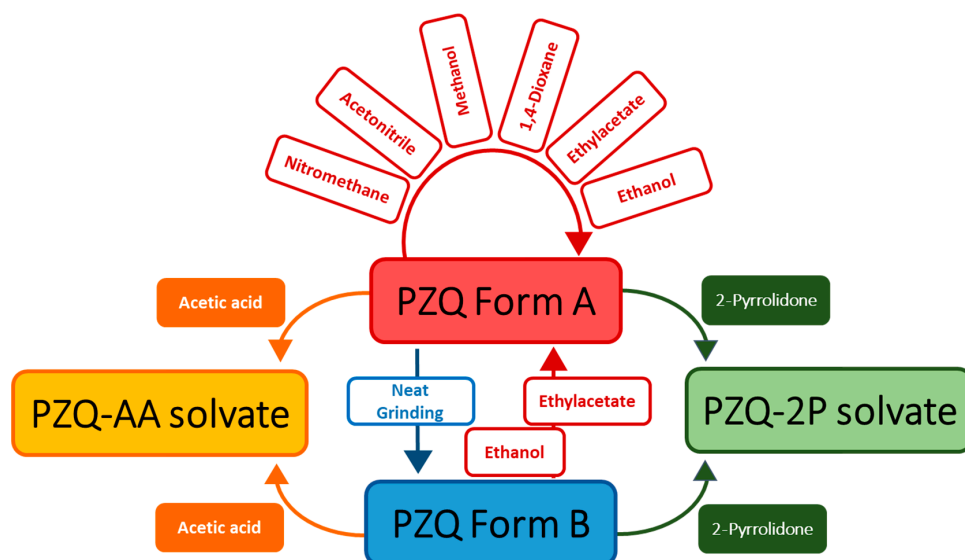 Nitromethane
Acetonitrile
Methanol
1,4-Dioxane
Ethylacetate
Ethanol
PZQ Form A
Acetic acid
2-Pyrrolidone
PZQ-AA solvate
Neat
Grinding
Ethylacetate
Ethanol
PZQ-2P solvate
Acetic acid
PZQ Form B
2-Pyrrolidone